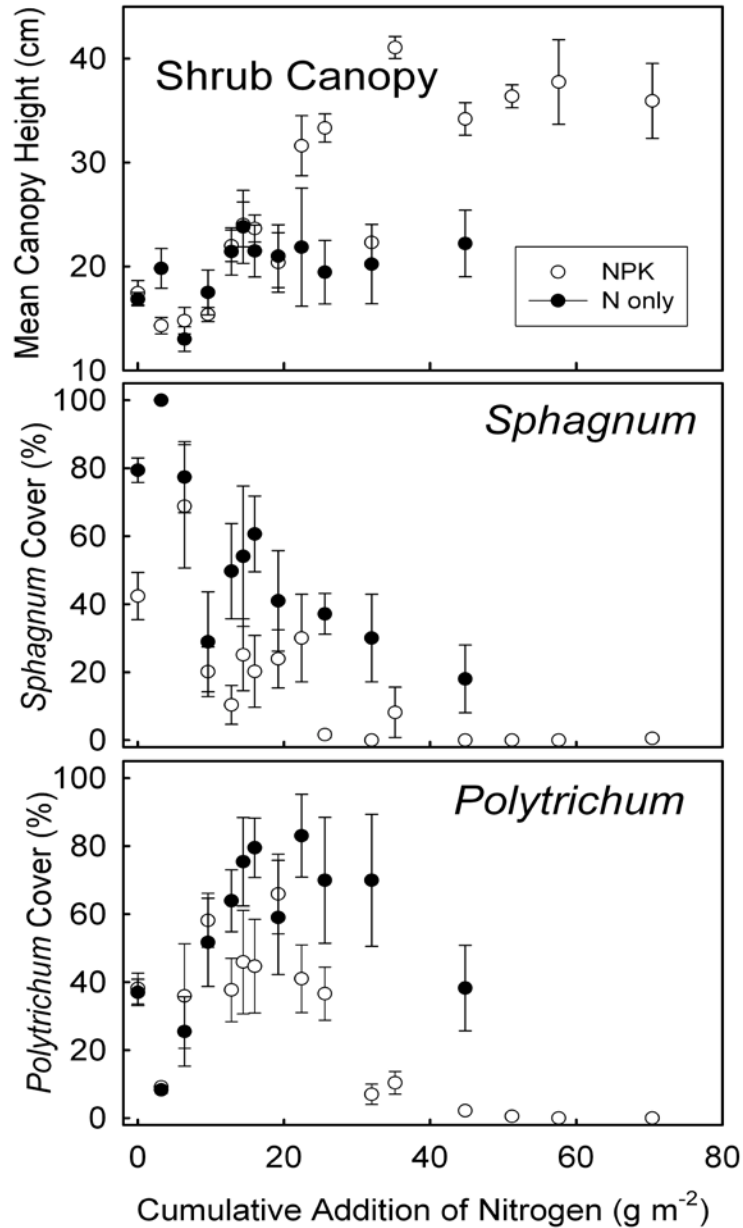 Mean Canopy Height (cm)
40
30
20
10
Shrub Canopy
NPK
N only
Sphagnum Cover (%)
100
80
60
40
20
0
Sphagnum
Polytrichum Cover (%)
100
80
60
40
20
0
Polytrichum
0 20 40 60 80
Cumulative Addition of Nitrogen (g m⁻²)